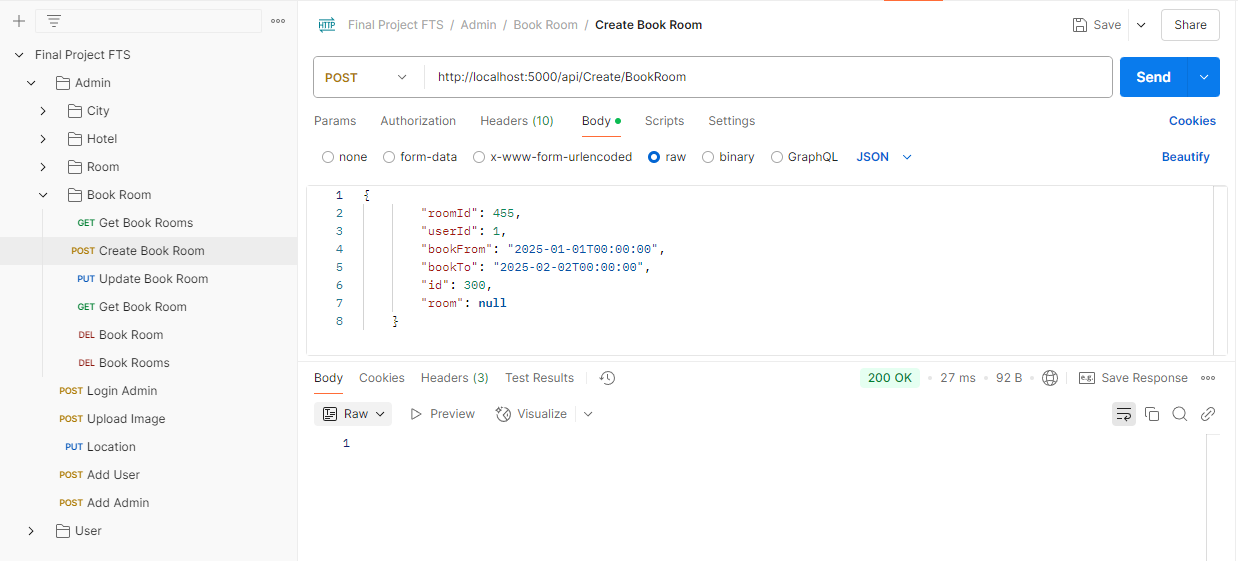 Final Project FTS
Admin
City
Hotel
Room
Book Room
GET Get Book Rooms
POST Create Book Room
PUT Update Book Room
GET Get Book Room
DEL Book Room
DEL Book Rooms
POST Login Admin
POST Upload Image
PUT Location
POST Add User
POST Add Admin
User
HTTP Final Project FTS / Admin / Book Room / Create Book Room
Save
Share
POST http://localhost:5000/api/Create/BookRoom
Send
Params Authorization Headers (10) Body Scripts Settings Cookies
none form-data x-www-form-urlencoded raw binary GraphQL JSON Beautify
1 {
2 "roomId": 455,
3 "userId": 1,
4 "bookFrom": "2025-01-01T00:00:00",
5 "bookTo": "2025-02-02T00:00:00",
6 "id": 300,
7 "room": null
8 }
Body Cookies Headers (3) Test Results 200 OK • 27 ms • 92 B • e.g. Save Response
Raw Preview Visualize
1